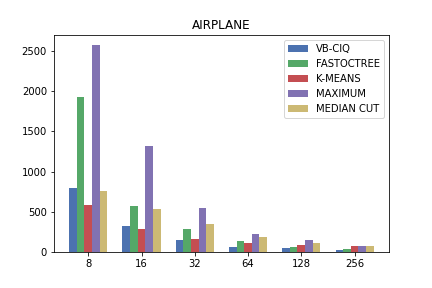 AIRPLANE
2500
2000
1500
1000
500
0
VB-CIQ
FASTOCTREE
K-MEANS
MAXIMUM
MEDIAN CUT
8 16 32 64 128 256